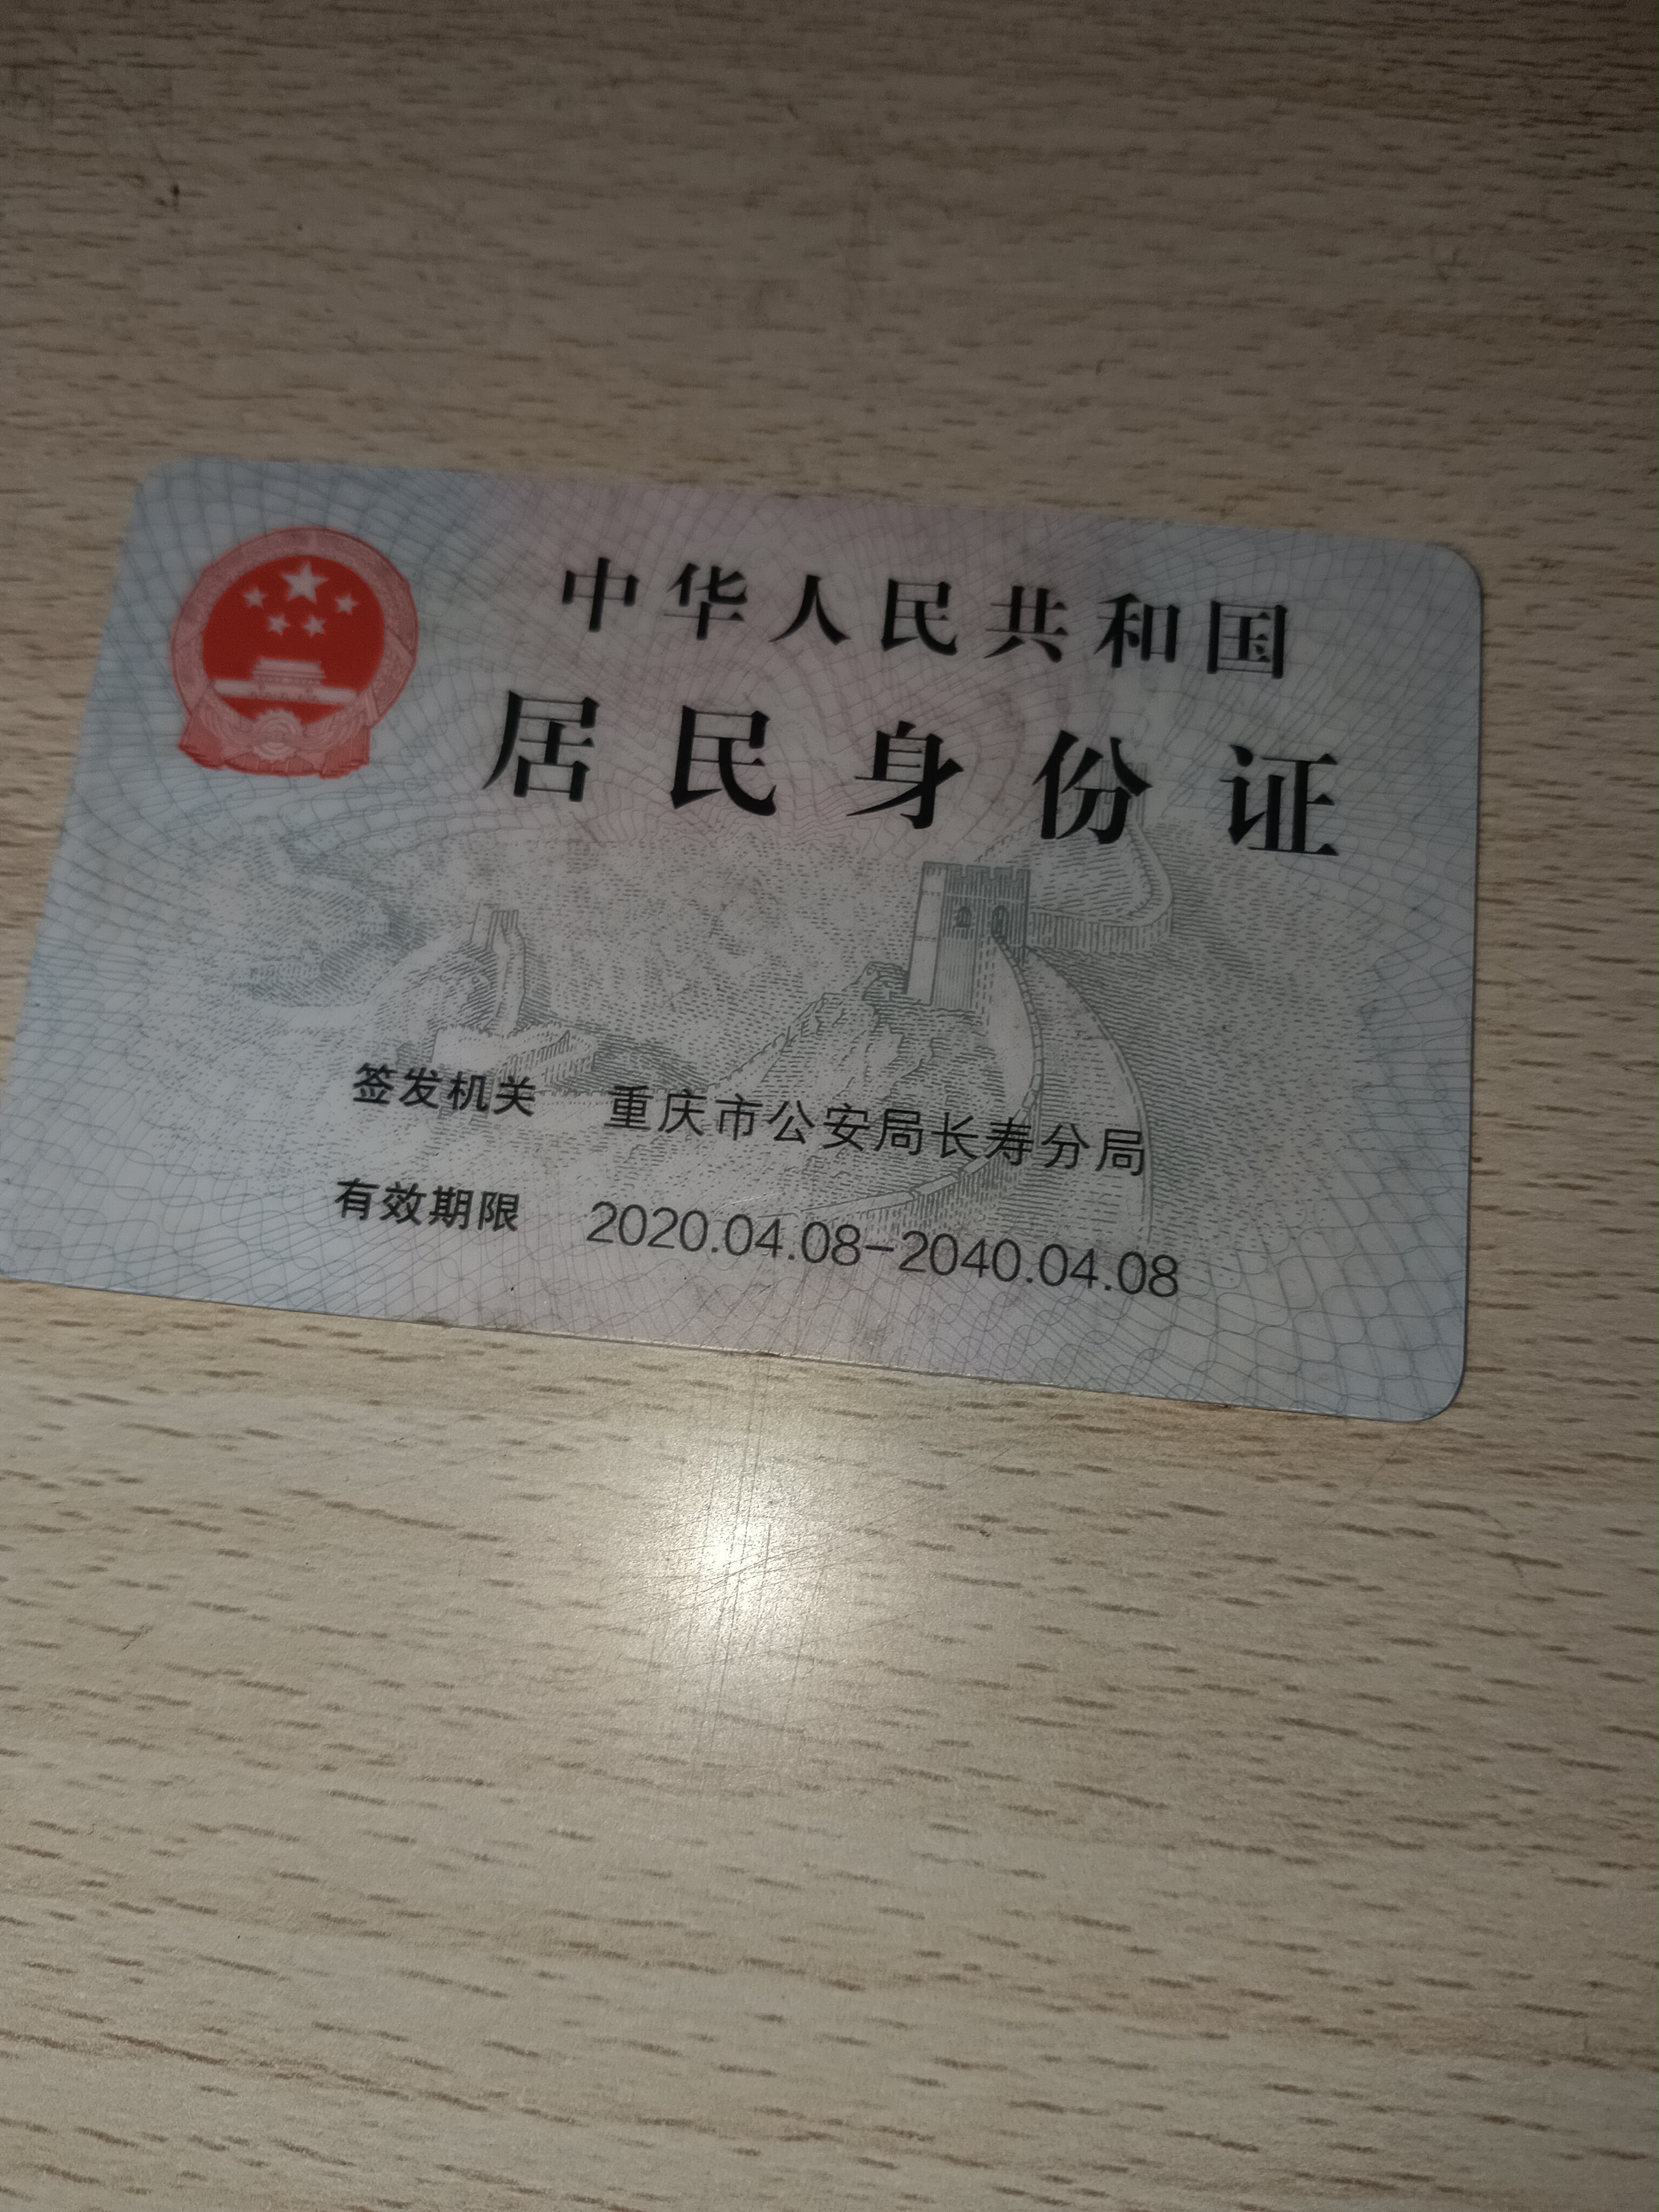 中华人民共和国
居民身份证
签发机关 重庆市公安局长寿分局
有效期限 2020.04.08-2040.04.08